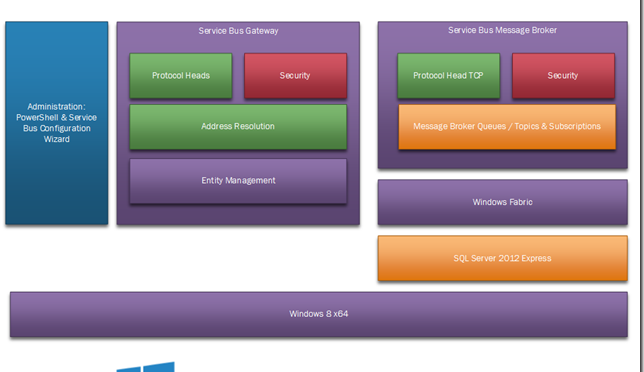 Service Bus Gateway
Service Bus Message Broker
Protocol Heads
Security
Protocol Head TCP
Security
Administration:
PowerShell & Service
Bus Configuration
Wizard
Address Resolution
Message Broker Queues / Topics & Subscriptions
Entity Management
Windows Fabric
SQL Server 2012 Express
Windows 8 x64